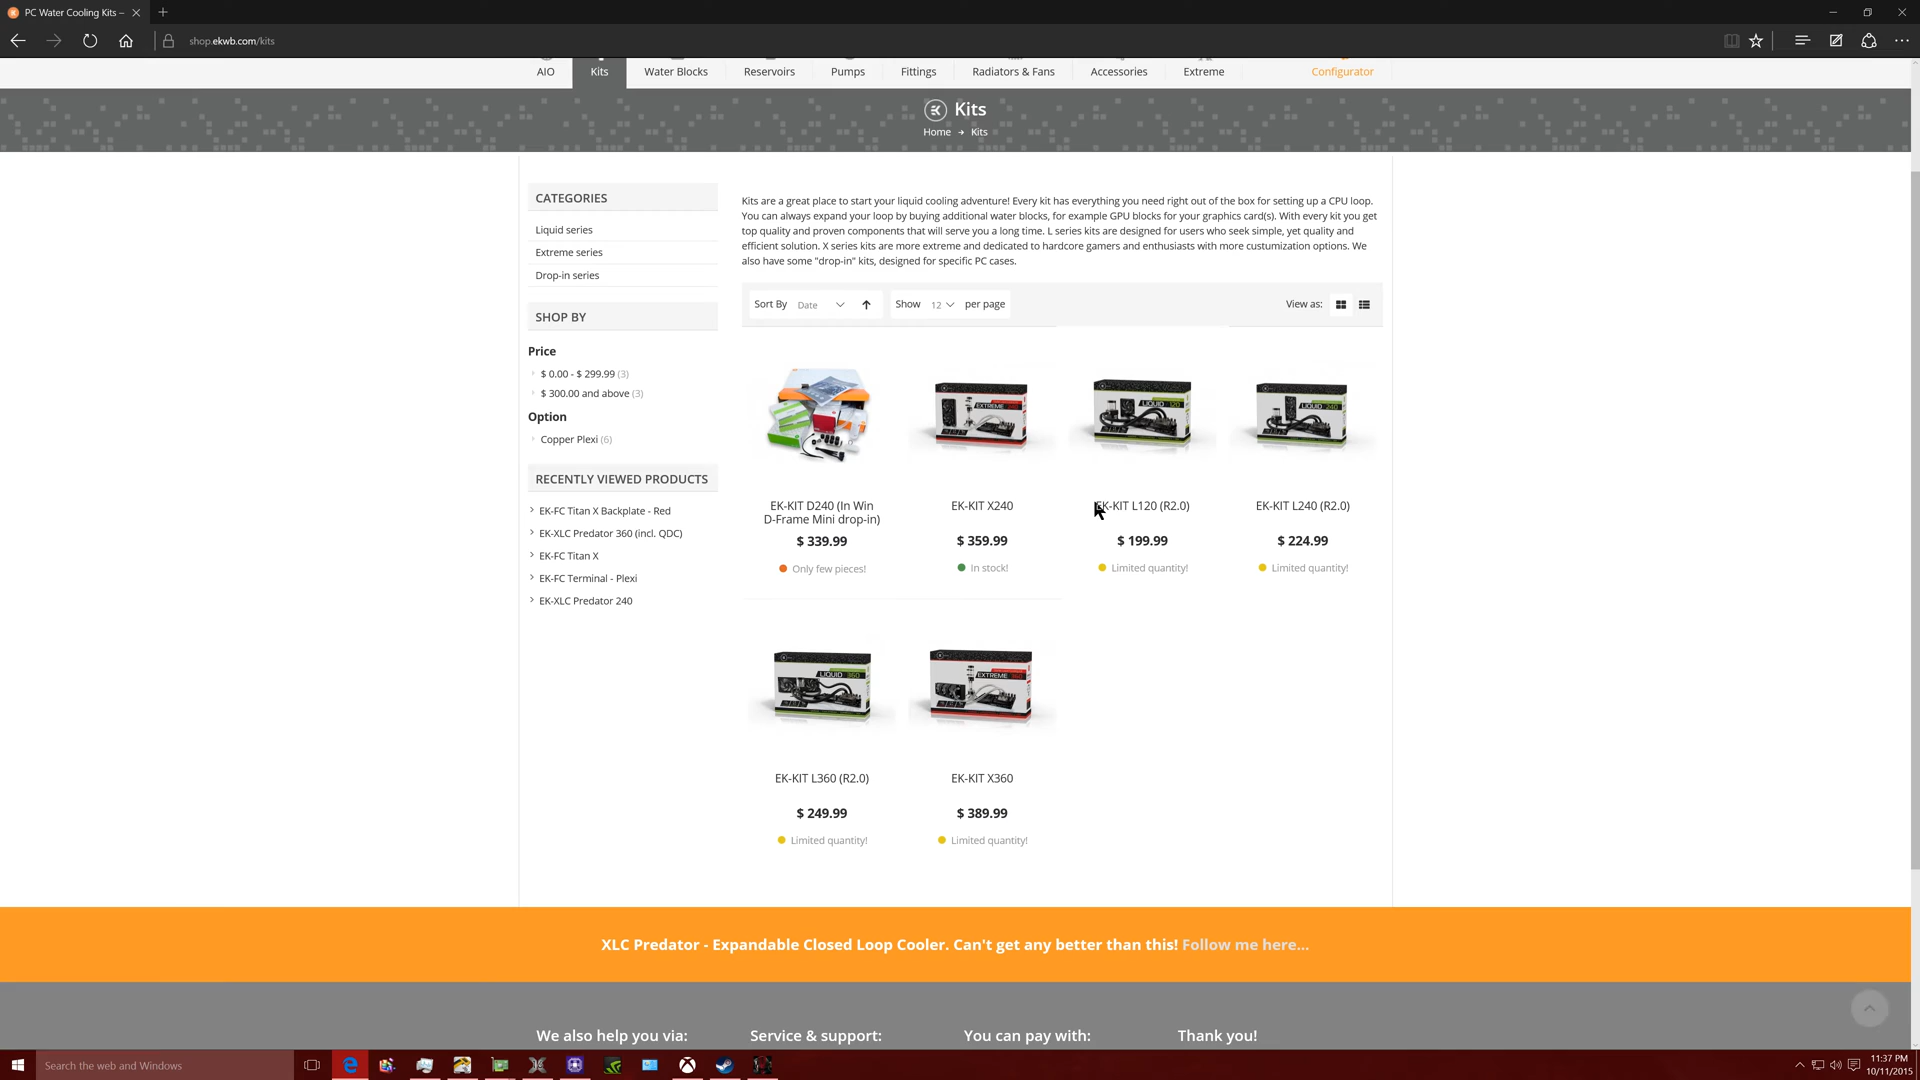 PC Water Cooling Kits –
shop.ekwb.com/kits
AIO
Kits
Water Blocks
Reservoirs
Pumps
Fittings
Radiators & Fans
Accessories
Extreme
Configurator
Kits
Home → Kits
CATEGORIES
Liquid series
Extreme series
Drop-in series
SHOP BY
Price
$ 0.00 - $ 299.99 (3)
$ 300.00 and above (3)
Option
Copper Plexi (6)
RECENTLY VIEWED PRODUCTS
EK-FC Titan X Backplate - Red
EK-XLC Predator 360 (incl. QDC)
EK-FC Titan X
EK-FC Terminal - Plexi
EK-XLC Predator 240
Kits are a great place to start your liquid cooling adventure! Every kit has everything you need right out of the box for setting up a CPU loop.
You can always expand your loop by buying additional water blocks, for example GPU blocks for your graphics card(s). With every kit you get
top quality and proven components that will serve you a long time. L series kits are designed for users who seek simple, yet quality and
efficient solution. X series kits are more extreme and dedicated to hardcore gamers and enthusiasts with more custumization options. We
also have some "drop-in" kits, designed for specific PC cases.
Sort By Date
Show 12 per page
View as:
EK-KIT D240 (In Win
D-Frame Mini drop-in)
$ 339.99
Only few pieces!
EXTREME
EK-KIT X240
$ 359.99
In stock!
LIQUID
EK-KIT L120 (R2.0)
$ 199.99
Limited quantity!
LIQUID 240
EK-KIT L240 (R2.0)
$ 224.99
Limited quantity!
LIQUID 360
EK-KIT L360 (R2.0)
$ 249.99
Limited quantity!
EXTREME 360
EK-KIT X360
$ 389.99
Limited quantity!
XLC Predator - Expandable Closed Loop Cooler. Can't get any better than this! Follow me here...
We also help you via:
Service & support:
You can pay with:
Thank you!
Search the web and Windows
11:37 PM
10/11/2015